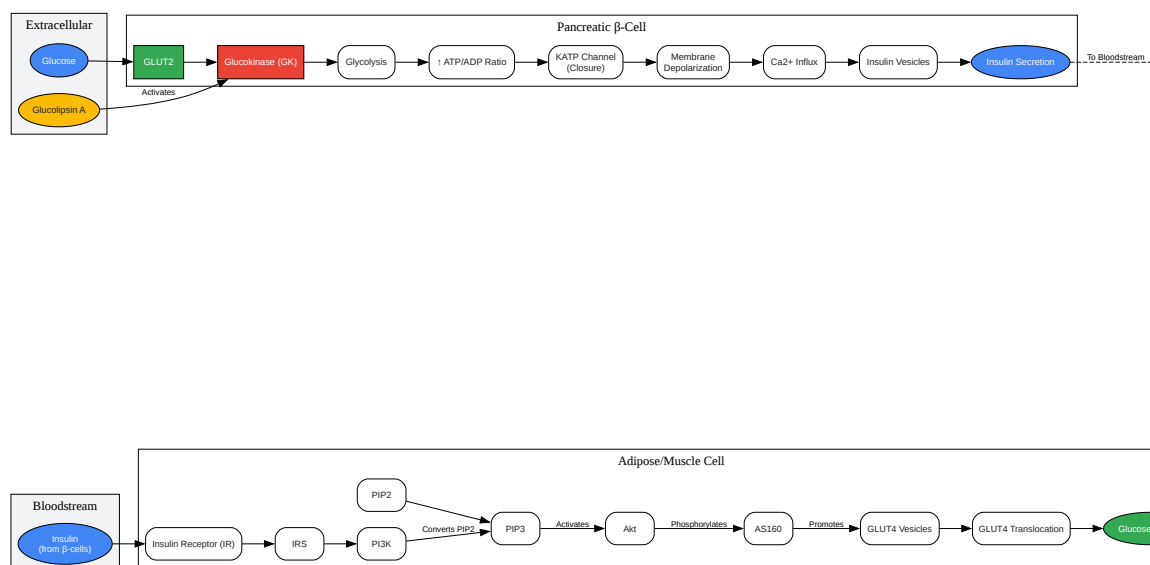 Extracellular
Pancreatic β-Cell
Glucose
GLUT2
Glucokinase (GK)
Glycolysis
↑ ATP/ADP Ratio
KATP Channel
(Closure)
Membrane
Depolarization
Ca2+ Influx
Insulin Vesicles
Insulin Secretion
To Bloodstream
Glucolipsin A
Activates
Adipose/Muscle Cell
Bloodstream
Insulin
(from β-cells)
Insulin Receptor (IR)
IRS
PIP2
PI3K
Converts PIP2
PIP3
Activates
Akt
Phosphorylates
AS160
Promotes
GLUT4 Vesicles
GLUT4 Translocation
Glucose